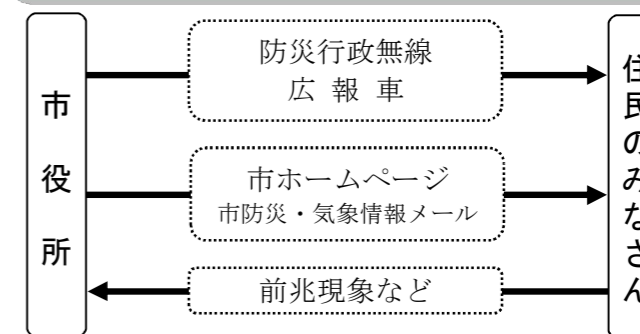 市役所
防災行政無線
広報車
市ホームページ
市防災・気象情報メール
前兆現象など
住民のみなさん